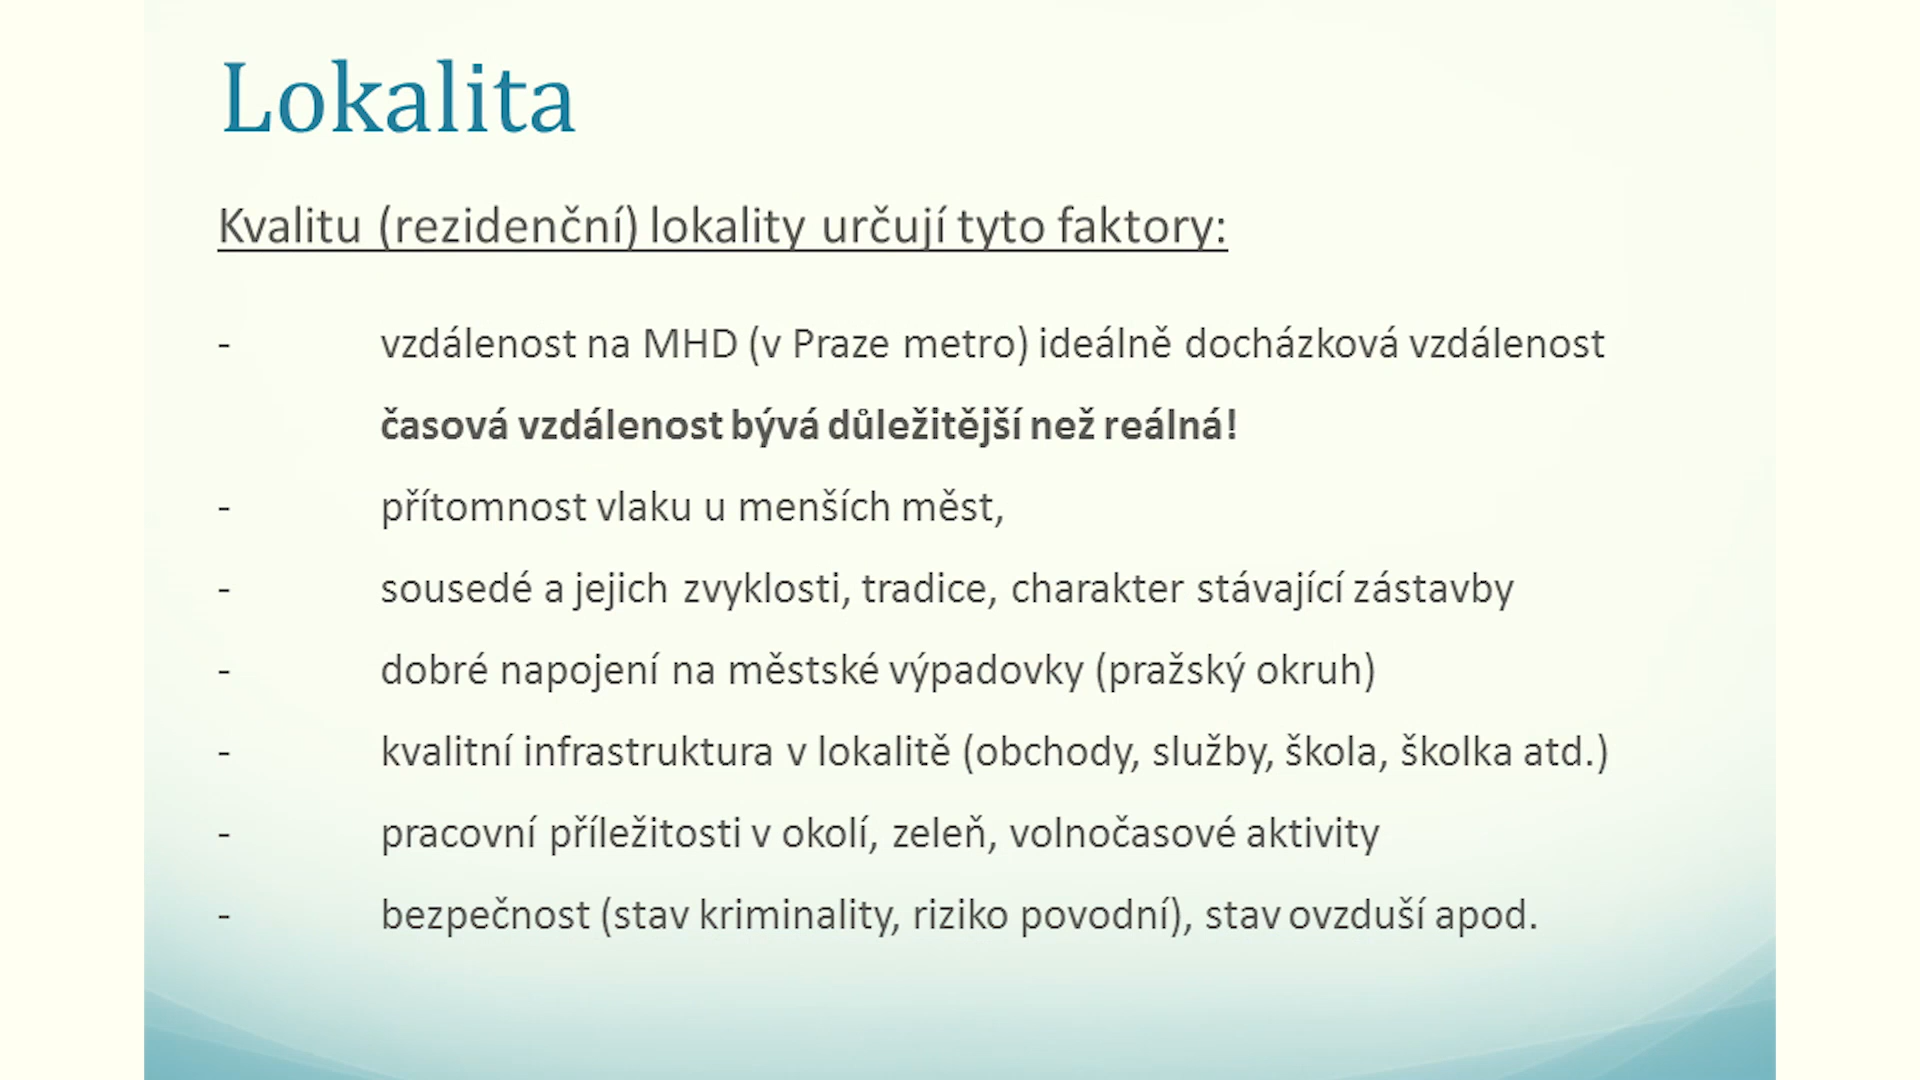 Lokalita
Kvalitu (rezidenční) lokality určují tyto faktory:
- vzdálenost na MHD (v Praze metro) ideálně docházková vzdálenost
časová vzdálenost bývá důležitější než reálná!
- přítomnost vlaku u menších měst,
- sousedé a jejich zvyklosti, tradice, charakter stávající zástavby
- dobré napojení na městské výpadovky (pražský okruh)
- kvalitní infrastruktura v lokalitě (obchody, služby, škola, školka atd.)
- pracovní příležitosti v okolí, zeleň, volnočasové aktivity
- bezpečnost (stav kriminality, riziko povodní), stav ovzduší apod.